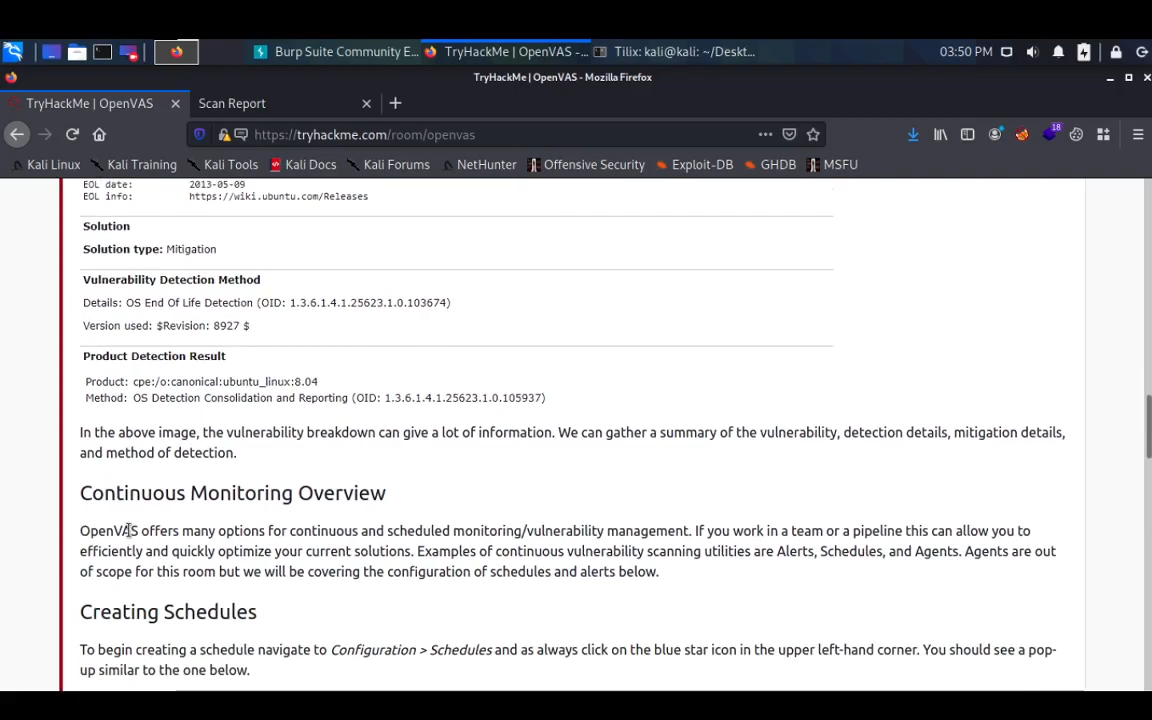 Burp Suite Community E...
TryHackMe | OpenVAS -...
Tilix: kali@kali: ~/Deskt...
03:50 PM
TryHackMe | OpenVAS - Mozilla Firefox
TryHackMe | OpenVAS
Scan Report
https://tryhackme.com/room/openvas
18
Kali Linux
Kali Training
Kali Tools
Kali Docs
Kali Forums
NetHunter
Offensive Security
Exploit-DB
GHDB
MSFU
EOL date: 2013-05-09
EOL info: https://wiki.ubuntu.com/Releases
Solution
Solution type: Mitigation
Vulnerability Detection Method
Details: OS End Of Life Detection (OID: 1.3.6.1.4.1.25623.1.0.103674)
Version used: $Revision: 8927 $
Product Detection Result
Product: cpe:/o:canonical:ubuntu_linux:8.04
Method: OS Detection Consolidation and Reporting (OID: 1.3.6.1.4.1.25623.1.0.105937)
In the above image, the vulnerability breakdown can give a lot of information. We can gather a summary of the vulnerability, detection details, mitigation details,
and method of detection.
Continuous Monitoring Overview
OpenVAS offers many options for continuous and scheduled monitoring/vulnerability management. If you work in a team or a pipeline this can allow you to
efficiently and quickly optimize your current solutions. Examples of continuous vulnerability scanning utilities are Alerts, Schedules, and Agents. Agents are out
of scope for this room but we will be covering the configuration of schedules and alerts below.
Creating Schedules
To begin creating a schedule navigate to Configuration > Schedules and as always click on the blue star icon in the upper left-hand corner. You should see a pop-
up similar to the one below.